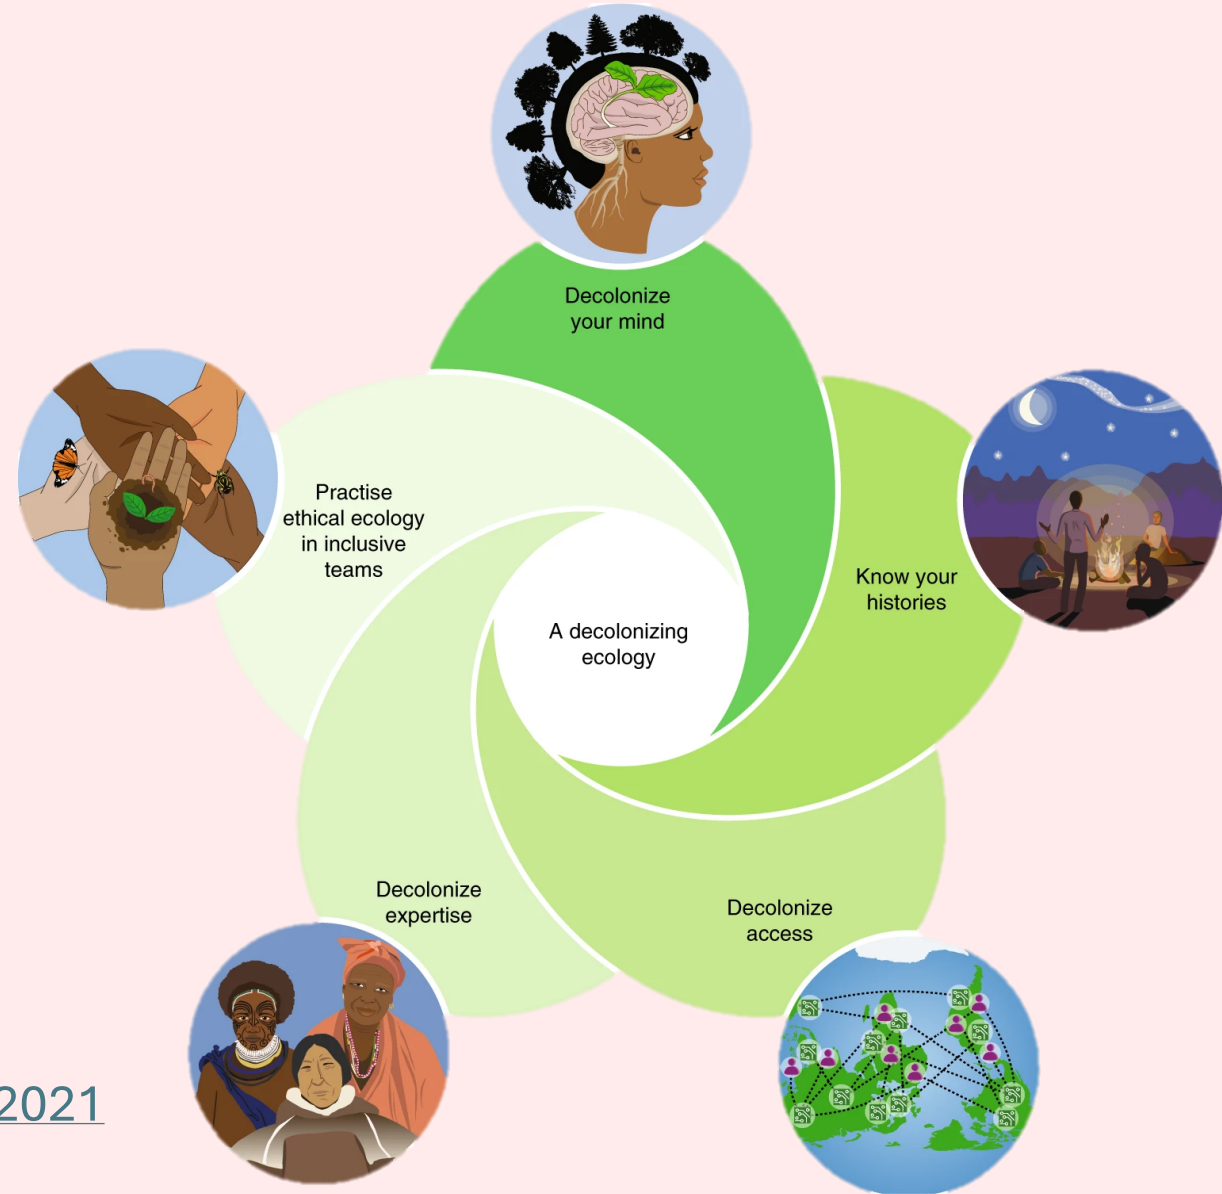 Decolonize
your mind
Practise
ethical ecology
in inclusive
teams
Know your
histories
A decolonizing
ecology
Decolonize
expertise
Decolonize
access
2021